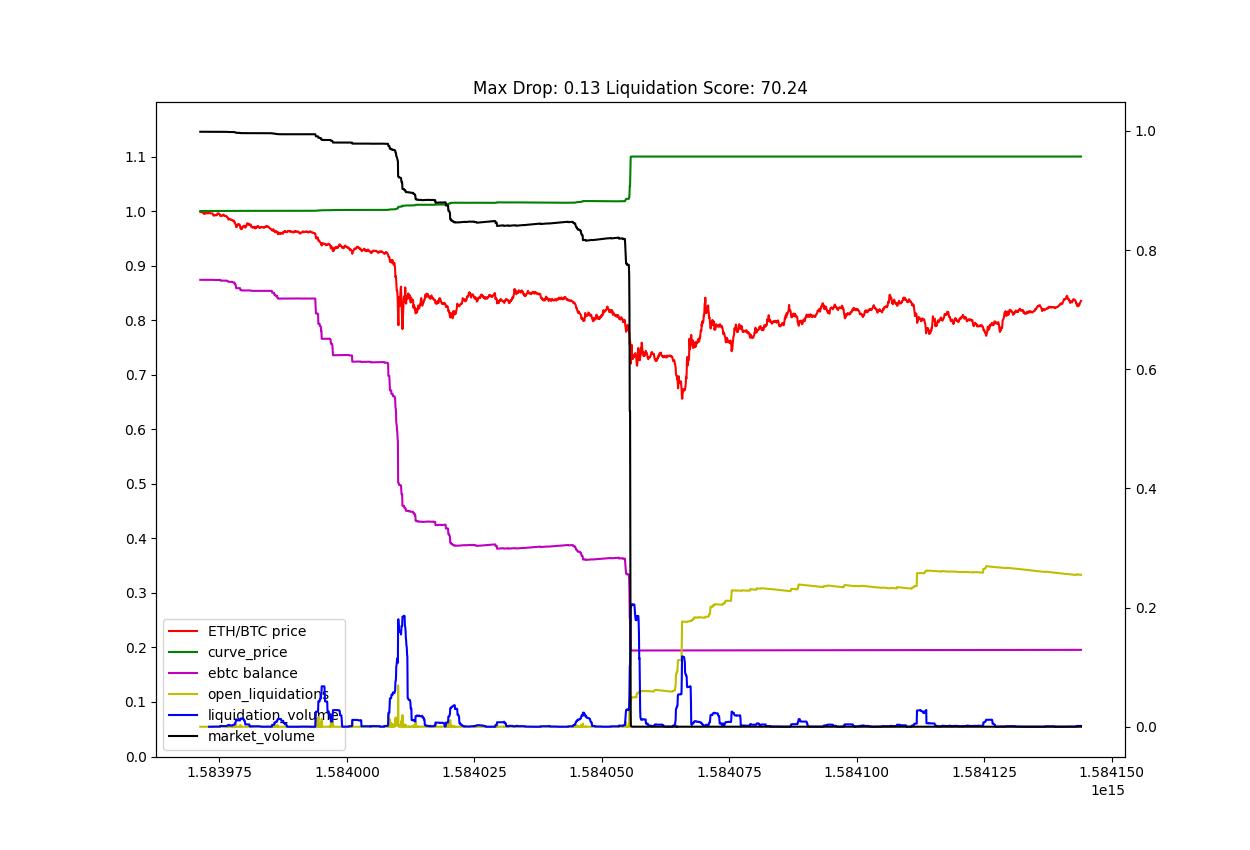 Max Drop: 0.13 Liquidation Score: 70.24
1.1
1.0
0.9
0.8
0.7
0.6
0.5
0.4
0.3
0.2
0.1
0.0
1.0
0.8
0.6
0.4
0.2
0.0
ETH/BTC price
curve_price
ebtc balance
open_liquidations
liquidation_volume
market_volume
1.583975 1.584000 1.584025 1.584050 1.584075 1.584100 1.584125 1.584150
1e15